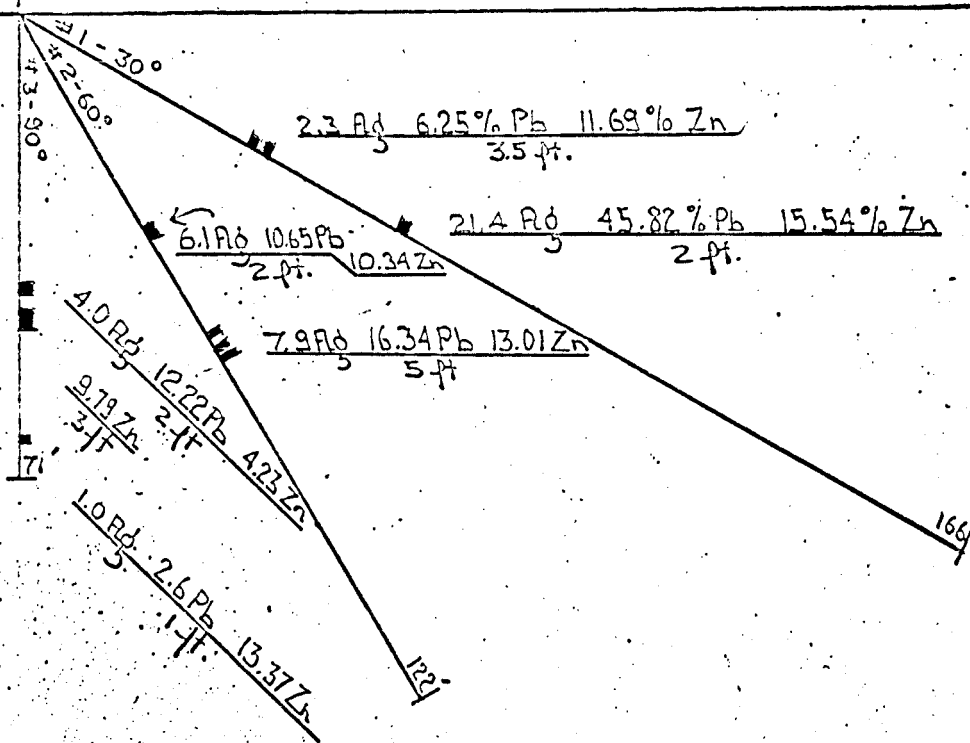 #1 - 30°
#2-60°
#3-90°
2.3 Ag 6.25% Pb 11.69% Zn
3.5 ft.
21.4 Ag 45.82% Pb 15.54% Zn
2 ft.
6.1 Ag 10.65 Pb
10.34 Zn
2 ft.
7.9 Ag 16.34 Pb 13.01 Zn
5 ft
4.0 Ag 12.22 Pb 4.23 Zn
2 ft
9.79 Zn
3 ft
71'
1.0 Ag 2.6 Pb 13.37 Zn
1 ft.
122'
166'